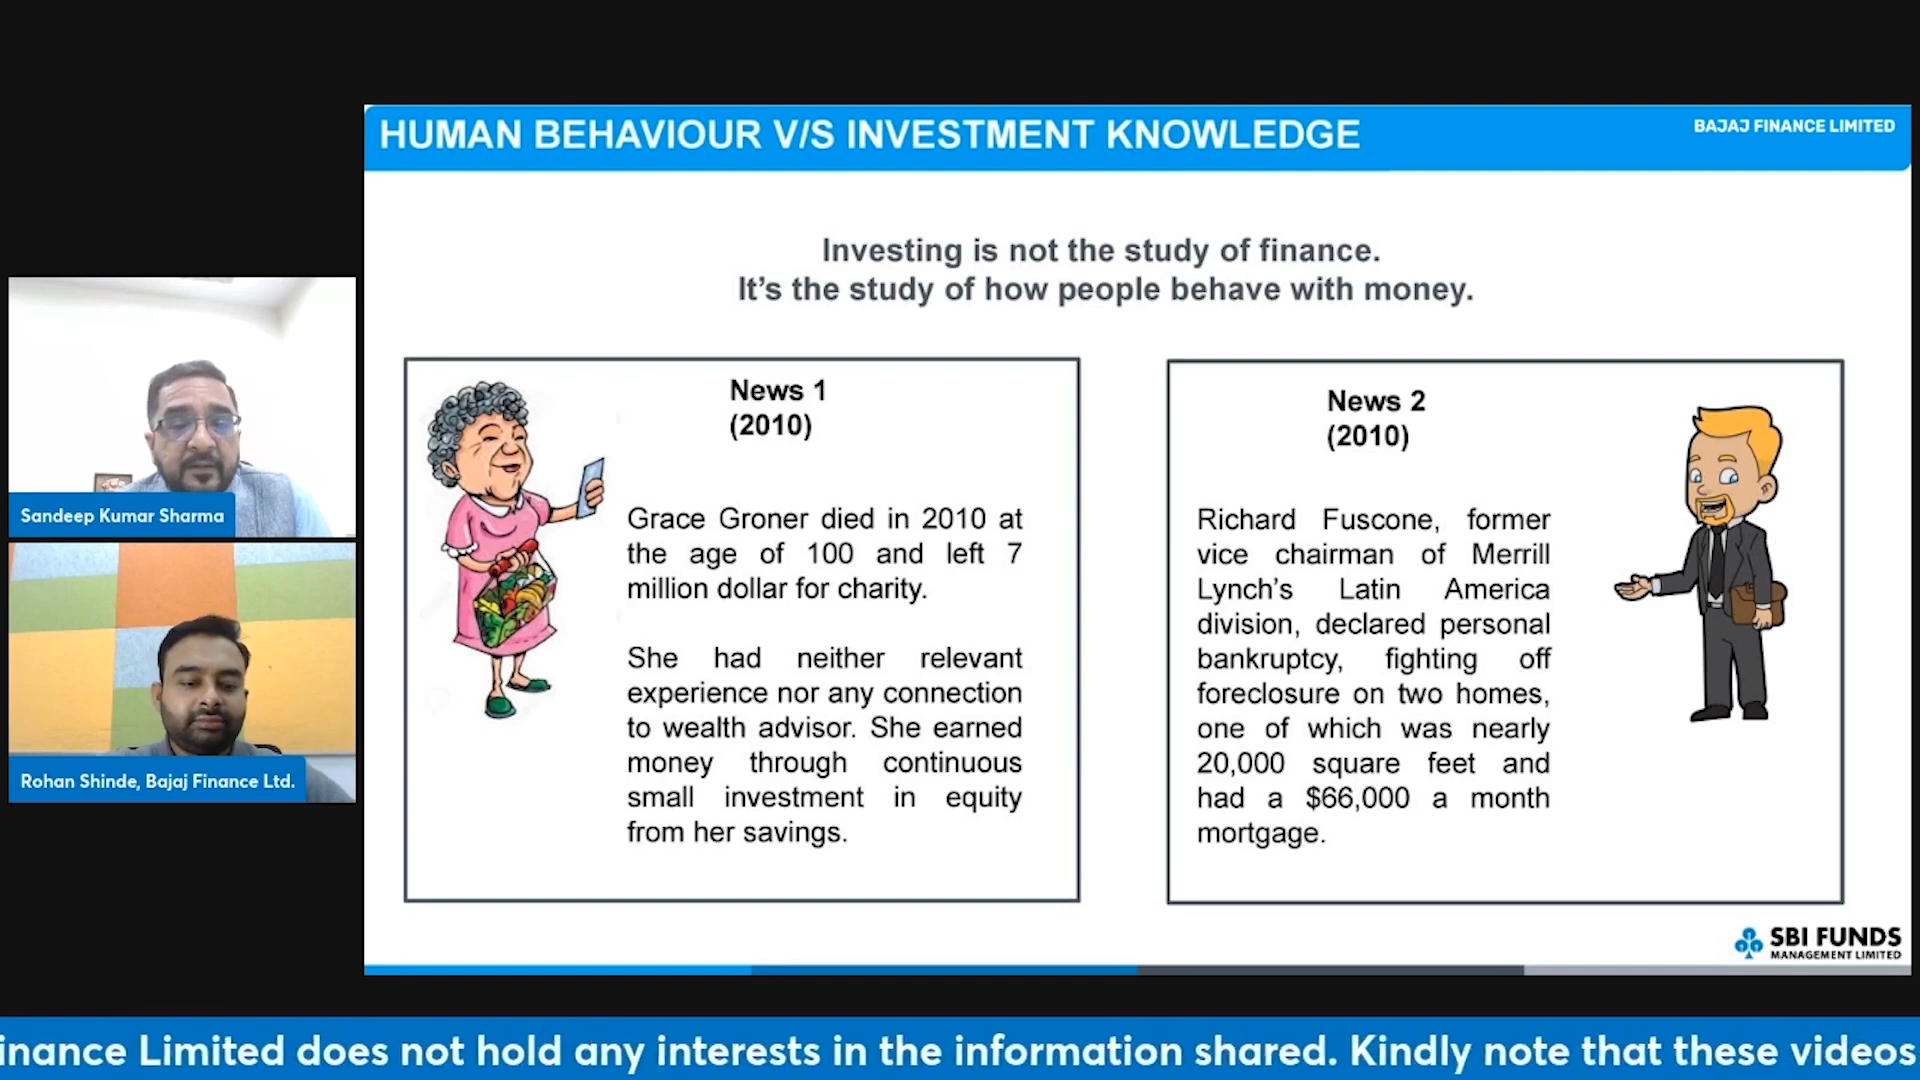 HUMAN BEHAVIOUR V/S INVESTMENT KNOWLEDGE
BAJAJ FINANCE LIMITED
Investing is not the study of finance.
It's the study of how people behave with money.
News 1
(2010)
Grace Groner died in 2010 at
the age of 100 and left 7
million dollar for charity.
She had neither relevant
experience nor any connection
to wealth advisor. She earned
money through continuous
small investment in equity
from her savings.
News 2
(2010)
Richard Fuscone, former
vice chairman of Merrill
Lynch's Latin America
division, declared personal
bankruptcy, fighting off
foreclosure on two homes,
one of which was nearly
20,000 square feet and
had a $66,000 a month
mortgage.
SBI FUNDS
MANAGEMENT LIMITED
Sandeep Kumar Sharma
Rohan Shinde, Bajaj Finance Ltd.
inance Limited does not hold any interests in the information shared. Kindly note that these videos